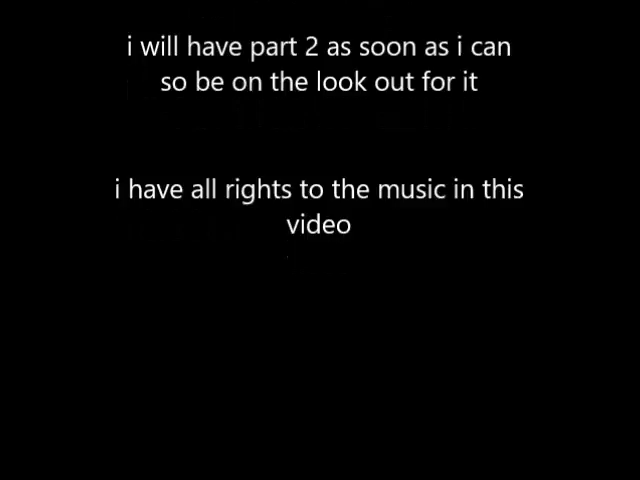 i will have part 2 as soon as i can
so be on the look out for it
i have all rights to the music in this
video